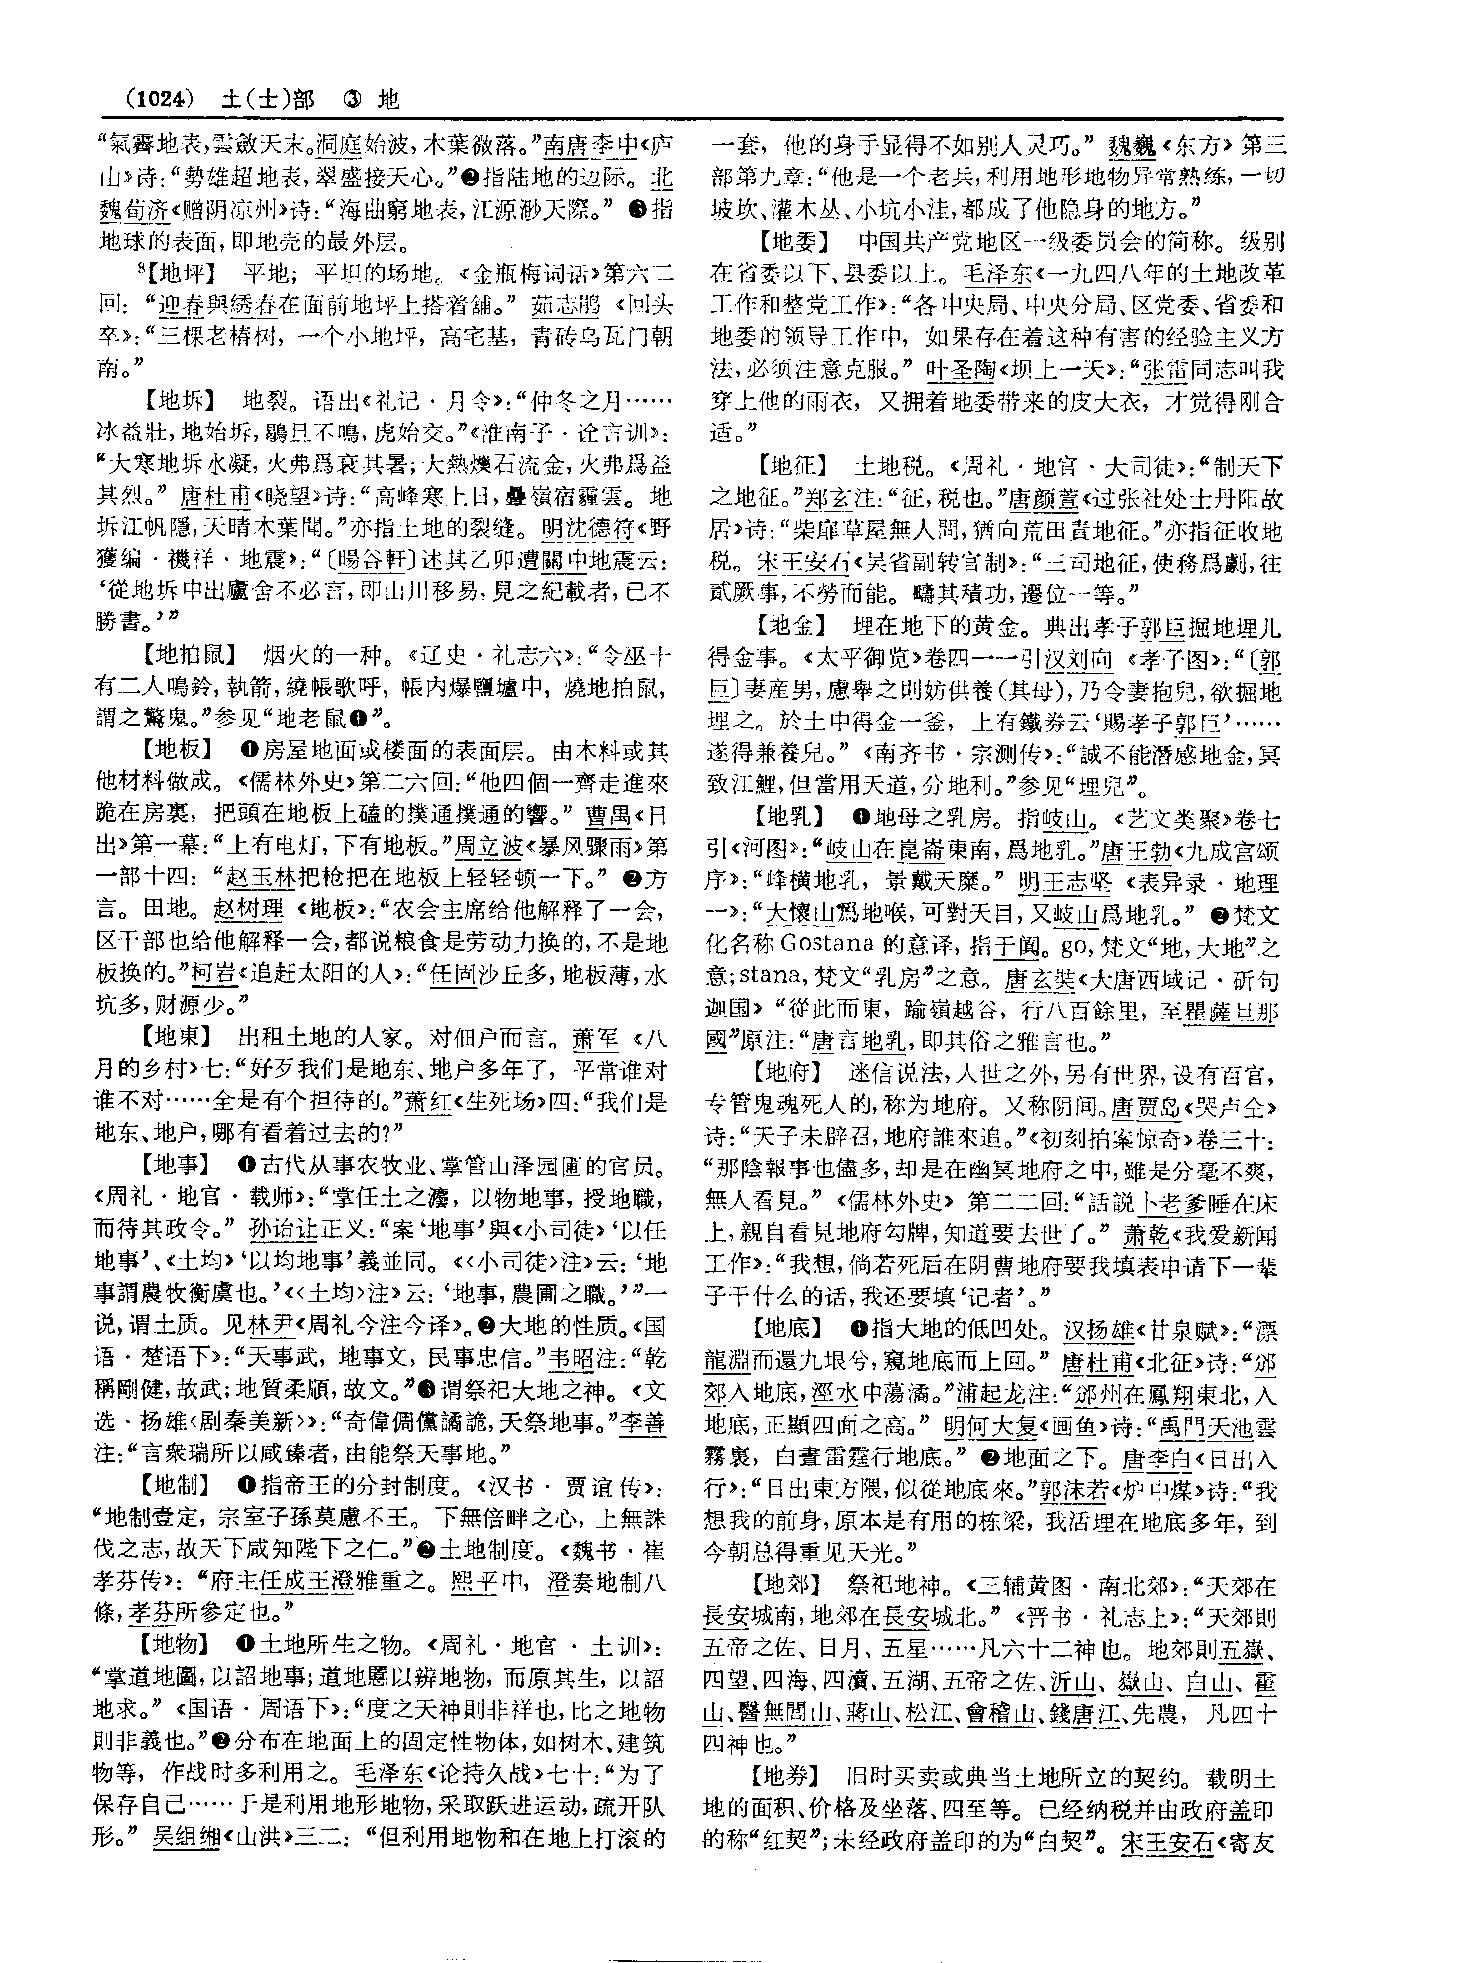 (1024) 土(士)部 ③ 地
“氣霽地表,雲斂天末。洞庭始波,木葉微落。”南唐李中《庐
山》诗:“勢雄超地表,翠盛接天心。”❷指陆地的边际。北
魏荀济《赠阴凉州》诗:“海曲窮地表,江源渺天際。” ❸指
地球的表面,即地壳的最外层。
⁸【地坪】 平地;平坦的场地。《金瓶梅词话》第六二
回:“迎春與綉春在面前地坪上搭着舖。” 茹志鹃《回头
卒》:“三棵老椿树,一个小地坪,高宅基,青砖乌瓦门朝
南。”
【地坼】 地裂。语出《礼记·月令》:“仲冬之月……
冰益壯,地始坼,鶡旦不鳴,虎始交。”《淮南子·诠言训》:
“大寒地坼水凝,火弗爲衰其暑;大熱爍石流金,火弗爲益
其烈。” 唐杜甫《晓望》诗:“高峰寒上日,疊嶺宿霾雲。地
坼江帆隱,天晴木葉聞。”亦指土地的裂缝。明沈德符《野
獲编·禨祥·地震》:“〔暘谷軒〕述其乙卯遭關中地震云:
‘從地坼中出廬舍不必言,即山川移易,見之紀載者,已不
勝書。’”
【地拍鼠】 烟火的一种。《辽史·礼志六》:“令巫十
有二人鳴鈴,執箭,繞帳歌呼,帳内爆鹽壚中,燒地拍鼠,
謂之驚鬼。”参见“地老鼠❶”。
【地板】 ❶房屋地面或楼面的表面层。由木料或其
他材料做成。《儒林外史》第二六回:“他四個一齊走進來
跪在房裏,把頭在地板上磕的撲通撲通的響。” 曹禺《日
出》第一幕:“上有电灯,下有地板。”周立波《暴风骤雨》第
一部十四:“赵玉林把枪把在地板上轻轻顿一下。” ❷方
言。田地。赵树理《地板》:“农会主席给他解释了一会,
区干部也给他解释一会,都说粮食是劳动力换的,不是地
板换的。”柯岩《追赶太阳的人》:“任固沙丘多,地板薄,水
坑多,财源少。”
【地東】 出租土地的人家。对佃户而言。萧军《八
月的乡村》七:“好歹我们是地东、地户多年了,平常谁对
谁不对……全是有个担待的。”萧红《生死场》四:“我们是
地东、地户,哪有看着过去的?”
【地事】 ❶古代从事农牧业、掌管山泽园圃的官员。
《周礼·地官·载师》:“掌任土之灋,以物地事,授地職,
而待其政令。” 孙诒让正义:“案‘地事’與《小司徒》‘以任
地事’、《土均》‘以均地事’義並同。《〈小司徒〉注》云:‘地
事謂農牧衡虞也。’《〈土均〉注》云:‘地事,農圃之職。’”一
说,谓土质。见林尹《周礼今注今译》。❷大地的性质。《国
语·楚语下》:“天事武,地事文,民事忠信。”韦昭注:“乾
稱剛健,故武;地質柔順,故文。”❸谓祭祀大地之神。《文
选·扬雄〈剧秦美新〉》:“奇偉倜儻譎詭,天祭地事。”李善
注:“言衆瑞所以咸臻者,由能祭天事地。”
【地制】 ❶指帝王的分封制度。《汉书·贾谊传》:
“地制壹定,宗室子孫莫慮不王。下無倍畔之心,上無誅
伐之志,故天下咸知陛下之仁。”❷土地制度。《魏书·崔
孝芬传》:“府主任成王澄雅重之。熙平中,澄奏地制八
條,孝芬所參定也。”
【地物】 ❶土地所生之物。《周礼·地官·土训》:
“掌道地圖,以詔地事;道地慝以辨地物,而原其生,以詔
地求。” 《国语·周语下》:“度之天神則非祥也,比之地物
則非義也。”❷分布在地面上的固定性物体,如树木、建筑
物等,作战时多利用之。毛泽东《论持久战》七十:“为了
保存自己……于是利用地形地物,采取跃进运动,疏开队
形。” 吴组缃《山洪》三二:“但利用地物和在地上打滚的
一套,他的身手显得不如别人灵巧。” 魏巍《东方》第三
部第九章:“他是一个老兵,利用地形地物异常熟练,一切
坡坎、灌木丛、小坑小洼,都成了他隐身的地方。”
【地委】 中国共产党地区一级委员会的简称。级别
在省委以下、县委以上。毛泽东《一九四八年的土地改革
工作和整党工作》:“各中央局、中央分局、区党委、省委和
地委的领导工作中,如果存在着这种有害的经验主义方
法,必须注意克服。” 叶圣陶《坝上一天》:“张雷同志叫我
穿上他的雨衣,又拥着地委带来的皮大衣,才觉得刚合
适。”
【地征】 土地税。《周礼·地官·大司徒》:“制天下
之地征。”郑玄注:“征,税也。”唐颜萱《过张祜处士丹阳故
居》诗:“柴扉草屋無人問,猶向荒田責地征。”亦指征收地
税。宋王安石《吴省副转官制》:“三司地征,使務爲劇,往
貳厥事,不勞而能。疇其積功,遷位一等。”
【地金】 埋在地下的黄金。典出孝子郭巨掘地埋儿
得金事。《太平御览》卷四一一引汉刘向《孝子图》:“〔郭
巨〕妻産男,慮舉之則妨供養(其母),乃令妻抱兒,欲掘地
埋之。於土中得金一釜,上有鐵券云‘賜孝子郭巨’……
遂得兼養兒。”《南齐书·宗测传》:“誠不能潛感地金,冥
致江鯉,但當用天道,分地利。”参见“埋兒”。
【地乳】 ❶地母之乳房。指岐山。《艺文类聚》卷七
引《河图》:“岐山在崑崙東南,爲地乳。”唐王勃《九成宫颂
序》:“峰横地乳,景戴天麋。” 明王志坚《表异录·地理
一》:“大懷山爲地喉,可對天目,又岐山爲地乳。” ❷梵文
化名称Gostana的意译,指于阗。go,梵文“地,大地”之
意;stana,梵文“乳房”之意。唐玄奘《大唐西域记·斫句
迦国》“從此而東,踰嶺越谷,行八百餘里,至瞿薩旦那
國”原注:“唐言地乳,即其俗之雅言也。”
【地府】 迷信说法,人世之外,另有世界,设有百官,
专管鬼魂死人的,称为地府。又称阴间。唐贾岛《哭卢仝》
诗:“天子未辟召,地府誰來追。”《初刻拍案惊奇》卷三十:
“那陰報事也儘多,却是在幽冥地府之中,雖是分毫不爽,
無人看見。”《儒林外史》第二二回:“話說卜老爹睡在床
上,親自看見地府勾牌,知道要去世了。” 萧乾《我爱新闻
工作》:“我想,倘若死后在阴曹地府要我填表申请下一辈
子干什么的话,我还要填‘记者’。”
【地底】 ❶指大地的低凹处。汉扬雄《甘泉赋》:“漂
龍淵而還九垠兮,窺地底而上回。” 唐杜甫《北征》诗:“邠
郊入地底,涇水中蕩潏。”浦起龙注:“邠州在鳳翔東北,入
地底,正顯四面之高。” 明何大复《画鱼》诗:“禹門天池雲
霧裏,白晝雷霆行地底。” ❷地面之下。唐李白《日出入
行》:“日出東方隈,似從地底來。”郭沫若《炉中煤》诗:“我
想我的前身,原本是有用的栋梁,我活埋在地底多年,到
今朝总得重见天光。”
【地郊】 祭祀地神。《三辅黄图·南北郊》:“天郊在
長安城南,地郊在長安城北。”《晋书·礼志上》:“天郊則
五帝之佐、日月、五星……凡六十二神也。地郊則五嶽、
四望、四海、四瀆、五湖、五帝之佐、沂山、嶽山、白山、霍
山、醫無閭山、蔣山、松江、會稽山、錢唐江、先農,凡四十
四神也。”
【地券】 旧时买卖或典当土地所立的契约。载明土
地的面积、价格及坐落、四至等。已经纳税并由政府盖印
的称“红契”;未经政府盖印的为“白契”。宋王安石《寄友